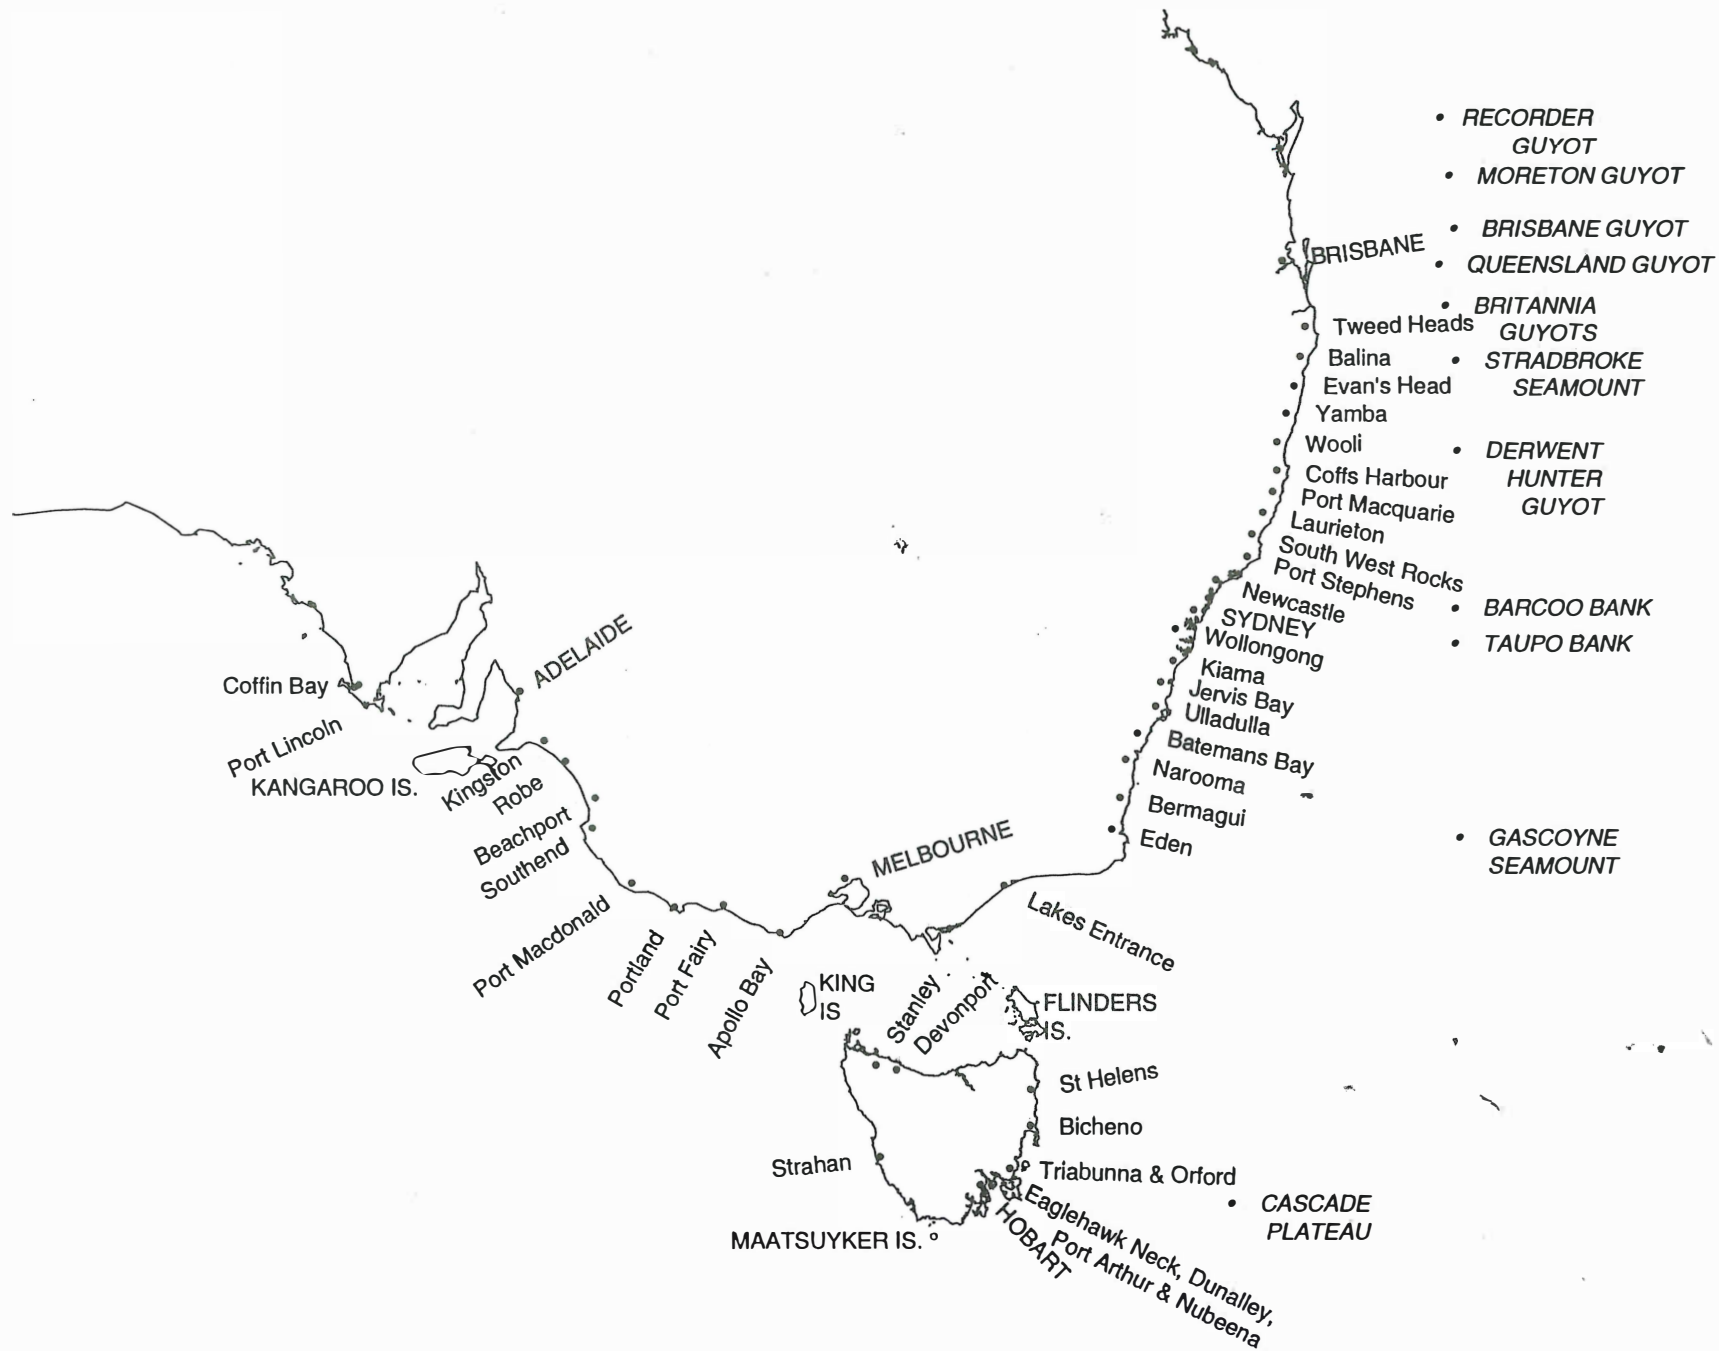 RECORDER
GUYOT
MORETON GUYOT
BRISBANE GUYOT
BRISBANE
QUEENSLAND GUYOT
BRITANNIA
GUYOTS
Tweed Heads
Balina
STRADBROKE
SEAMOUNT
Evan's Head
Yamba
Wooli
DERWENT
HUNTER
GUYOT
Coffs Harbour
Port Macquarie
Laurieton
South West Rocks
Port Stephens
Newcastle
BARCOO BANK
SYDNEY
TAUPO BANK
Wollongong
Kiama
Jervis Bay
Ulladulla
Batemans Bay
Narooma
Bermagui
Eden
GASCOYNE
SEAMOUNT
ADELAIDE
Coffin Bay
Port Lincoln
KANGAROO IS.
Kingston
Robe
Beachport
Southend
MELBOURNE
Port Macdonald
Portland
Port Fairy
Apollo Bay
Lakes Entrance
KING
IS
Stanley
Devonport
FLINDERS
IS.
St Helens
Bicheno
Strahan
Triabunna & Orford
CASCADE
PLATEAU
MAATSUYKER IS.
HOBART
Eaglehawk Neck, Dunalley,
Port Arthur & Nubeena